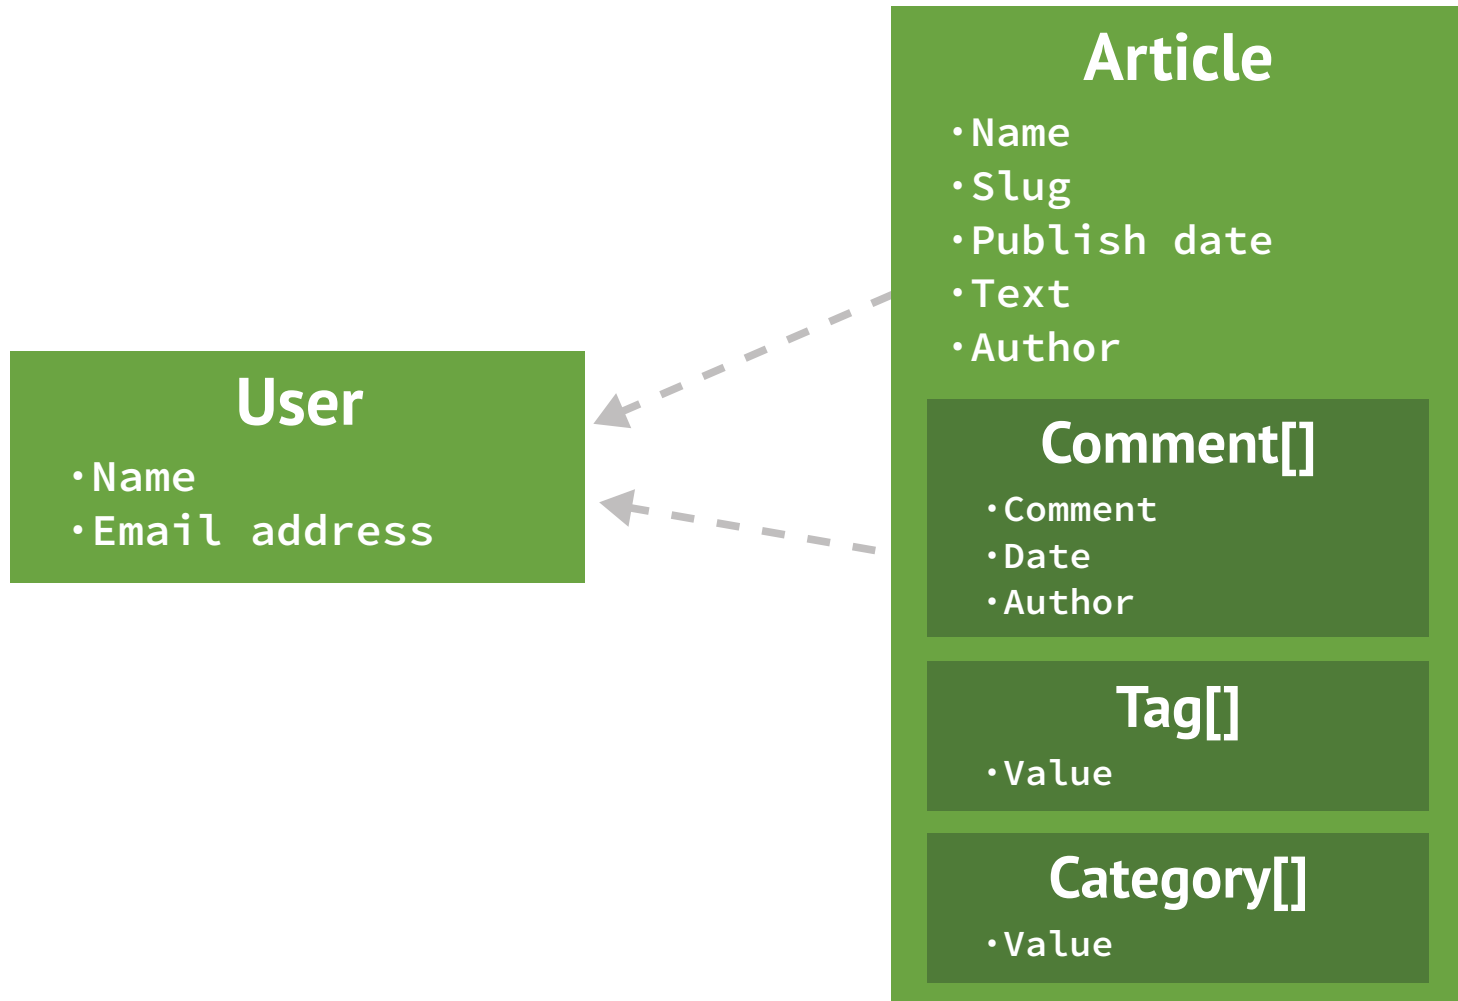 User
·Name
·Email address
Article
·Name
·Slug
·Publish date
·Text
·Author
Comment[]
·Comment
·Date
·Author
Tag[]
·Value
Category[]
·Value